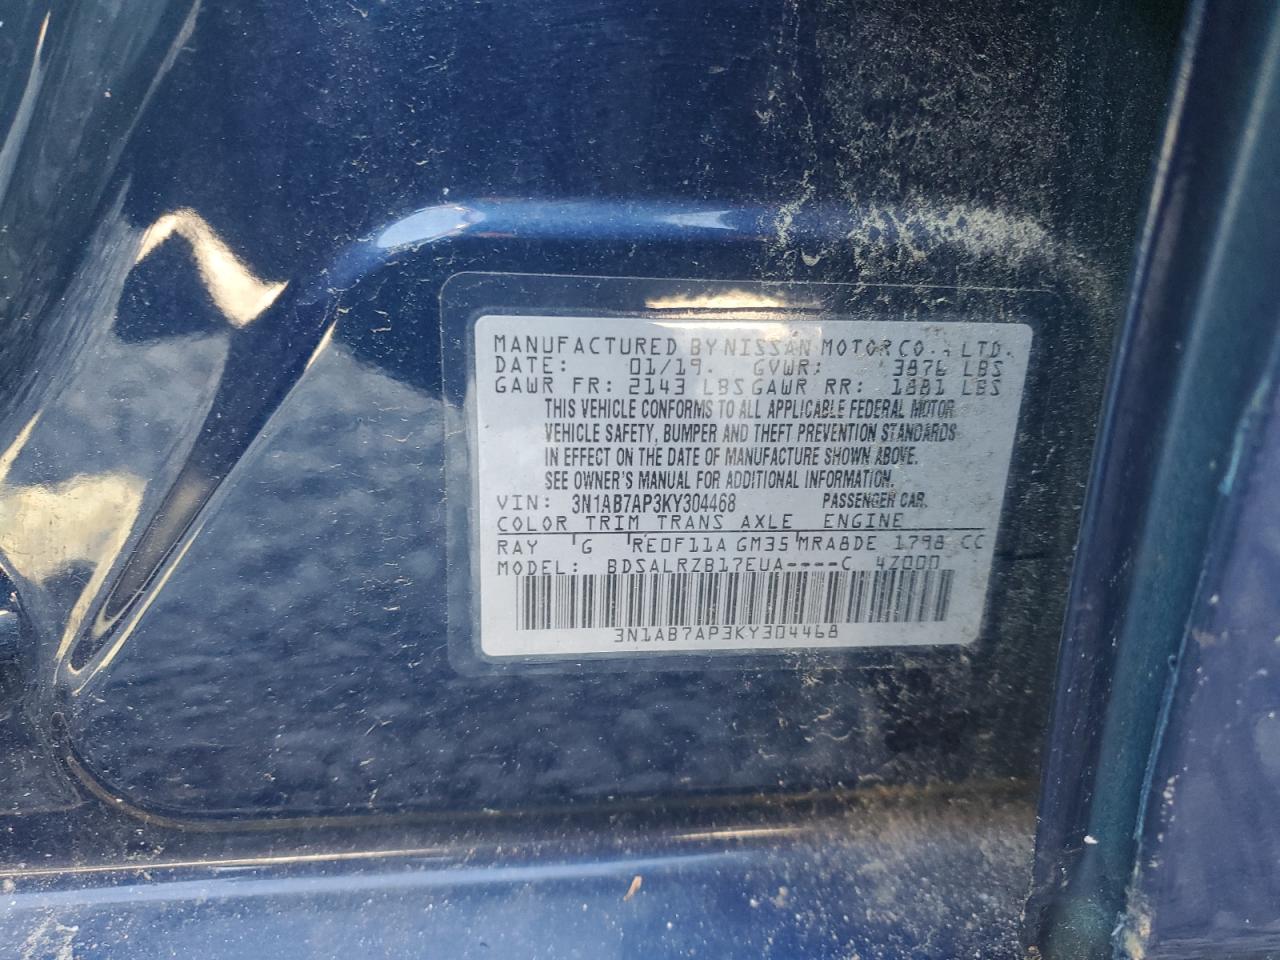 MANUFACTURED BY NISSAN MOTOR CO., LTD.
DATE: 01/19. GVWR: 3876 LBS
GAWR FR: 2143 LBS GAWR RR: 1881 LBS
THIS VEHICLE CONFORMS TO ALL APPLICABLE FEDERAL MOTOR
VEHICLE SAFETY, BUMPER AND THEFT PREVENTION STANDARDS
IN EFFECT ON THE DATE OF MANUFACTURE SHOWN ABOVE.
SEE OWNER'S MANUAL FOR ADDITIONAL INFORMATION.
VIN: 3N1AB7AP3KY304468 PASSENGER CAR.
COLOR TRIM TRANS AXLE ENGINE
RAY G RE0F11A GM35 MRA8DE 1798 CC
MODEL: BDSALRZB17EUA----C 4Z000
3N1AB7AP3KY304468